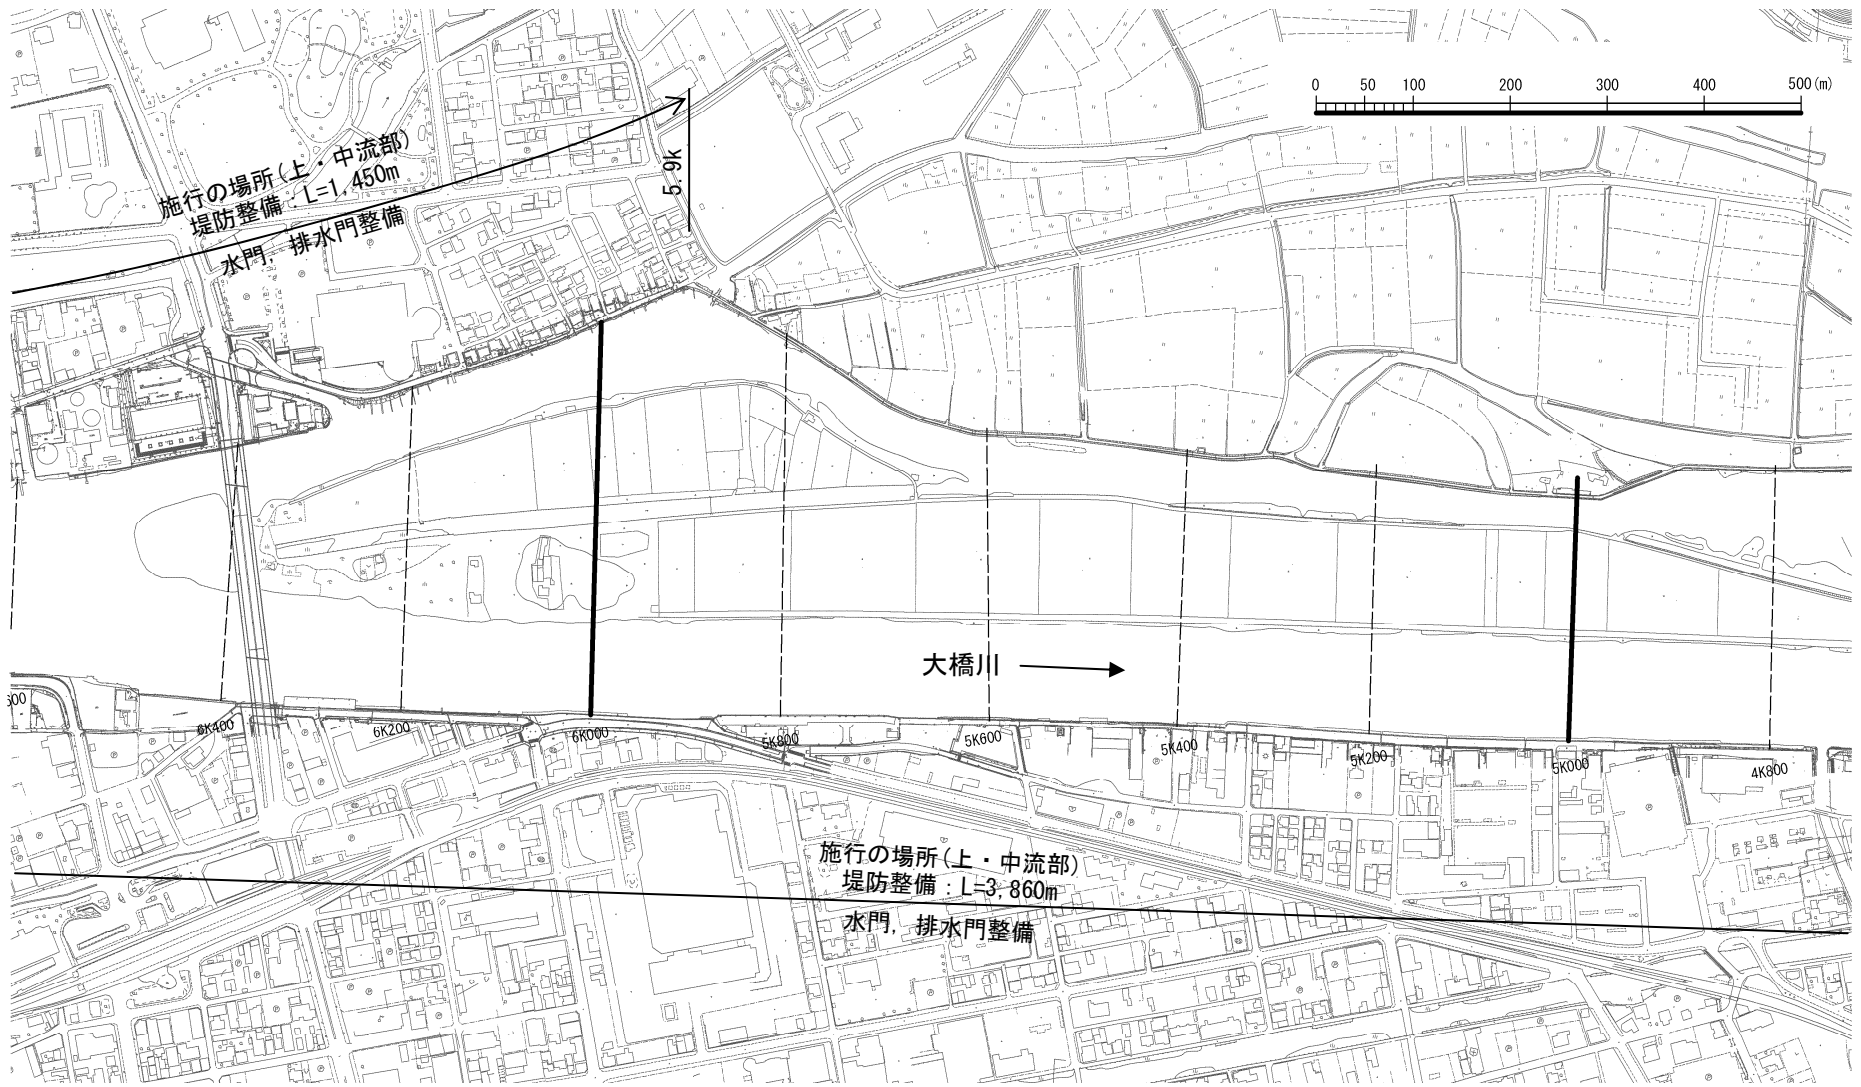 0 50 100 200 300 400 500(m)
施行の場所(上・中流部)
堤防整備:L=1,450m
水門,排水門整備
5.9k
大橋川
6K400
6K200
6K000
5K800
5K600
5K400
5K200
5K000
4K800
施行の場所(上・中流部)
堤防整備:L=3,860m
水門,排水門整備